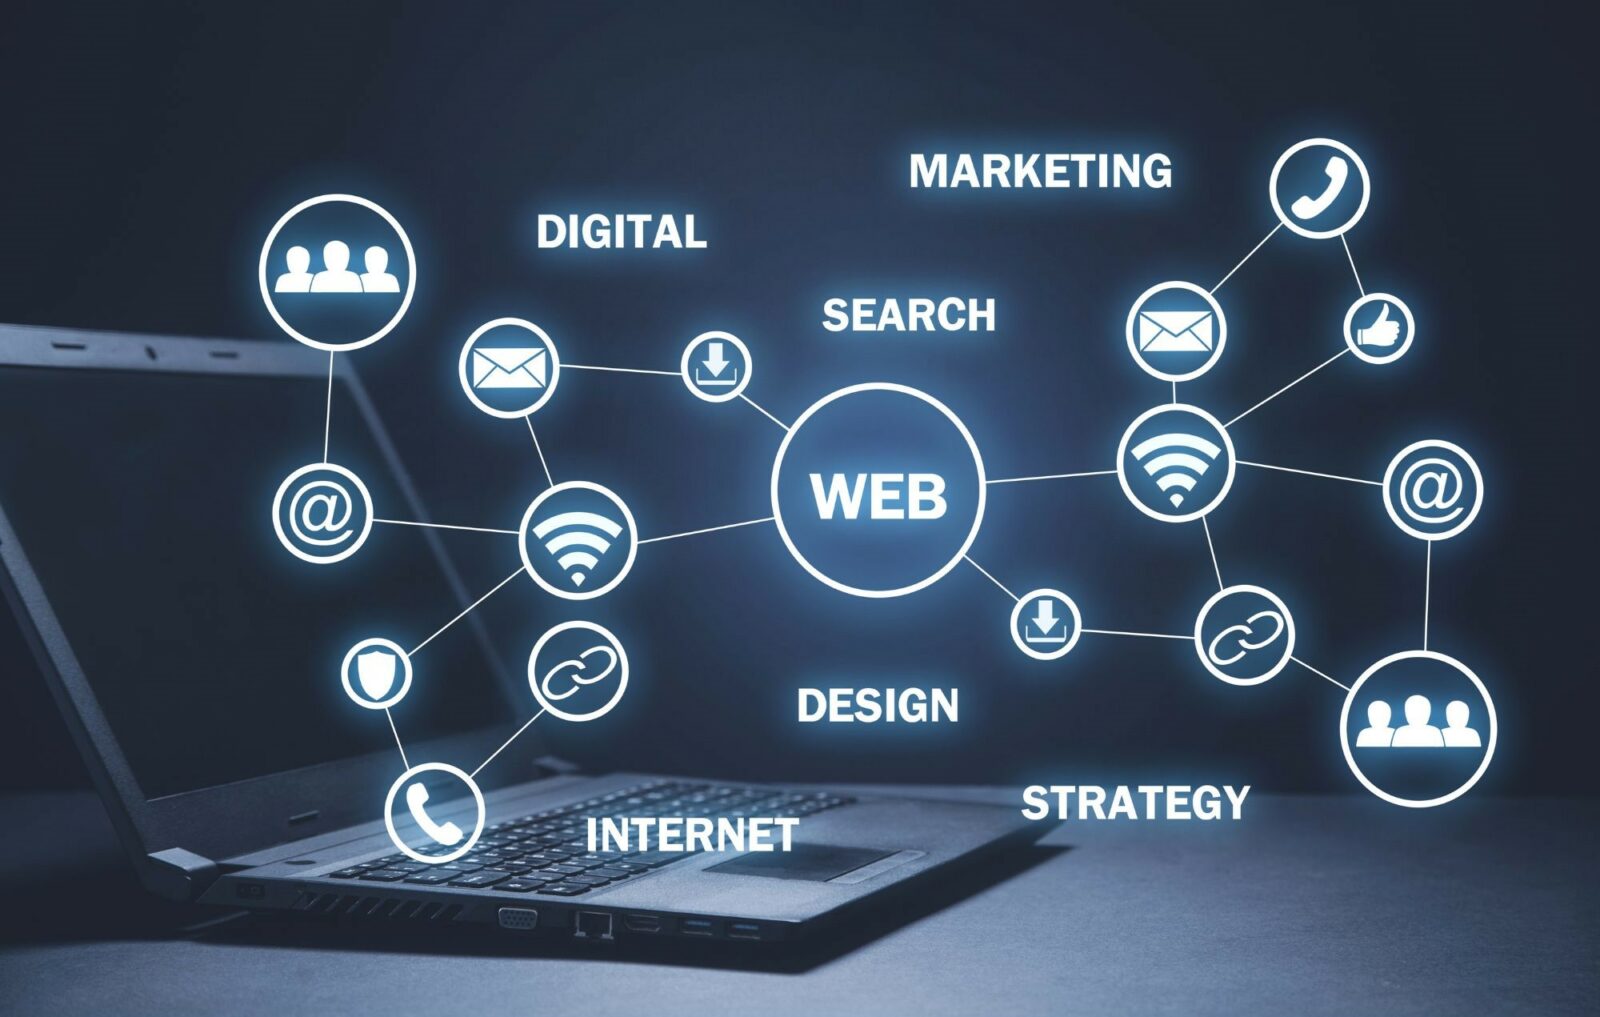 MARKETING
DIGITAL
SEARCH
@
WEB
@
DESIGN
STRATEGY
INTERNET